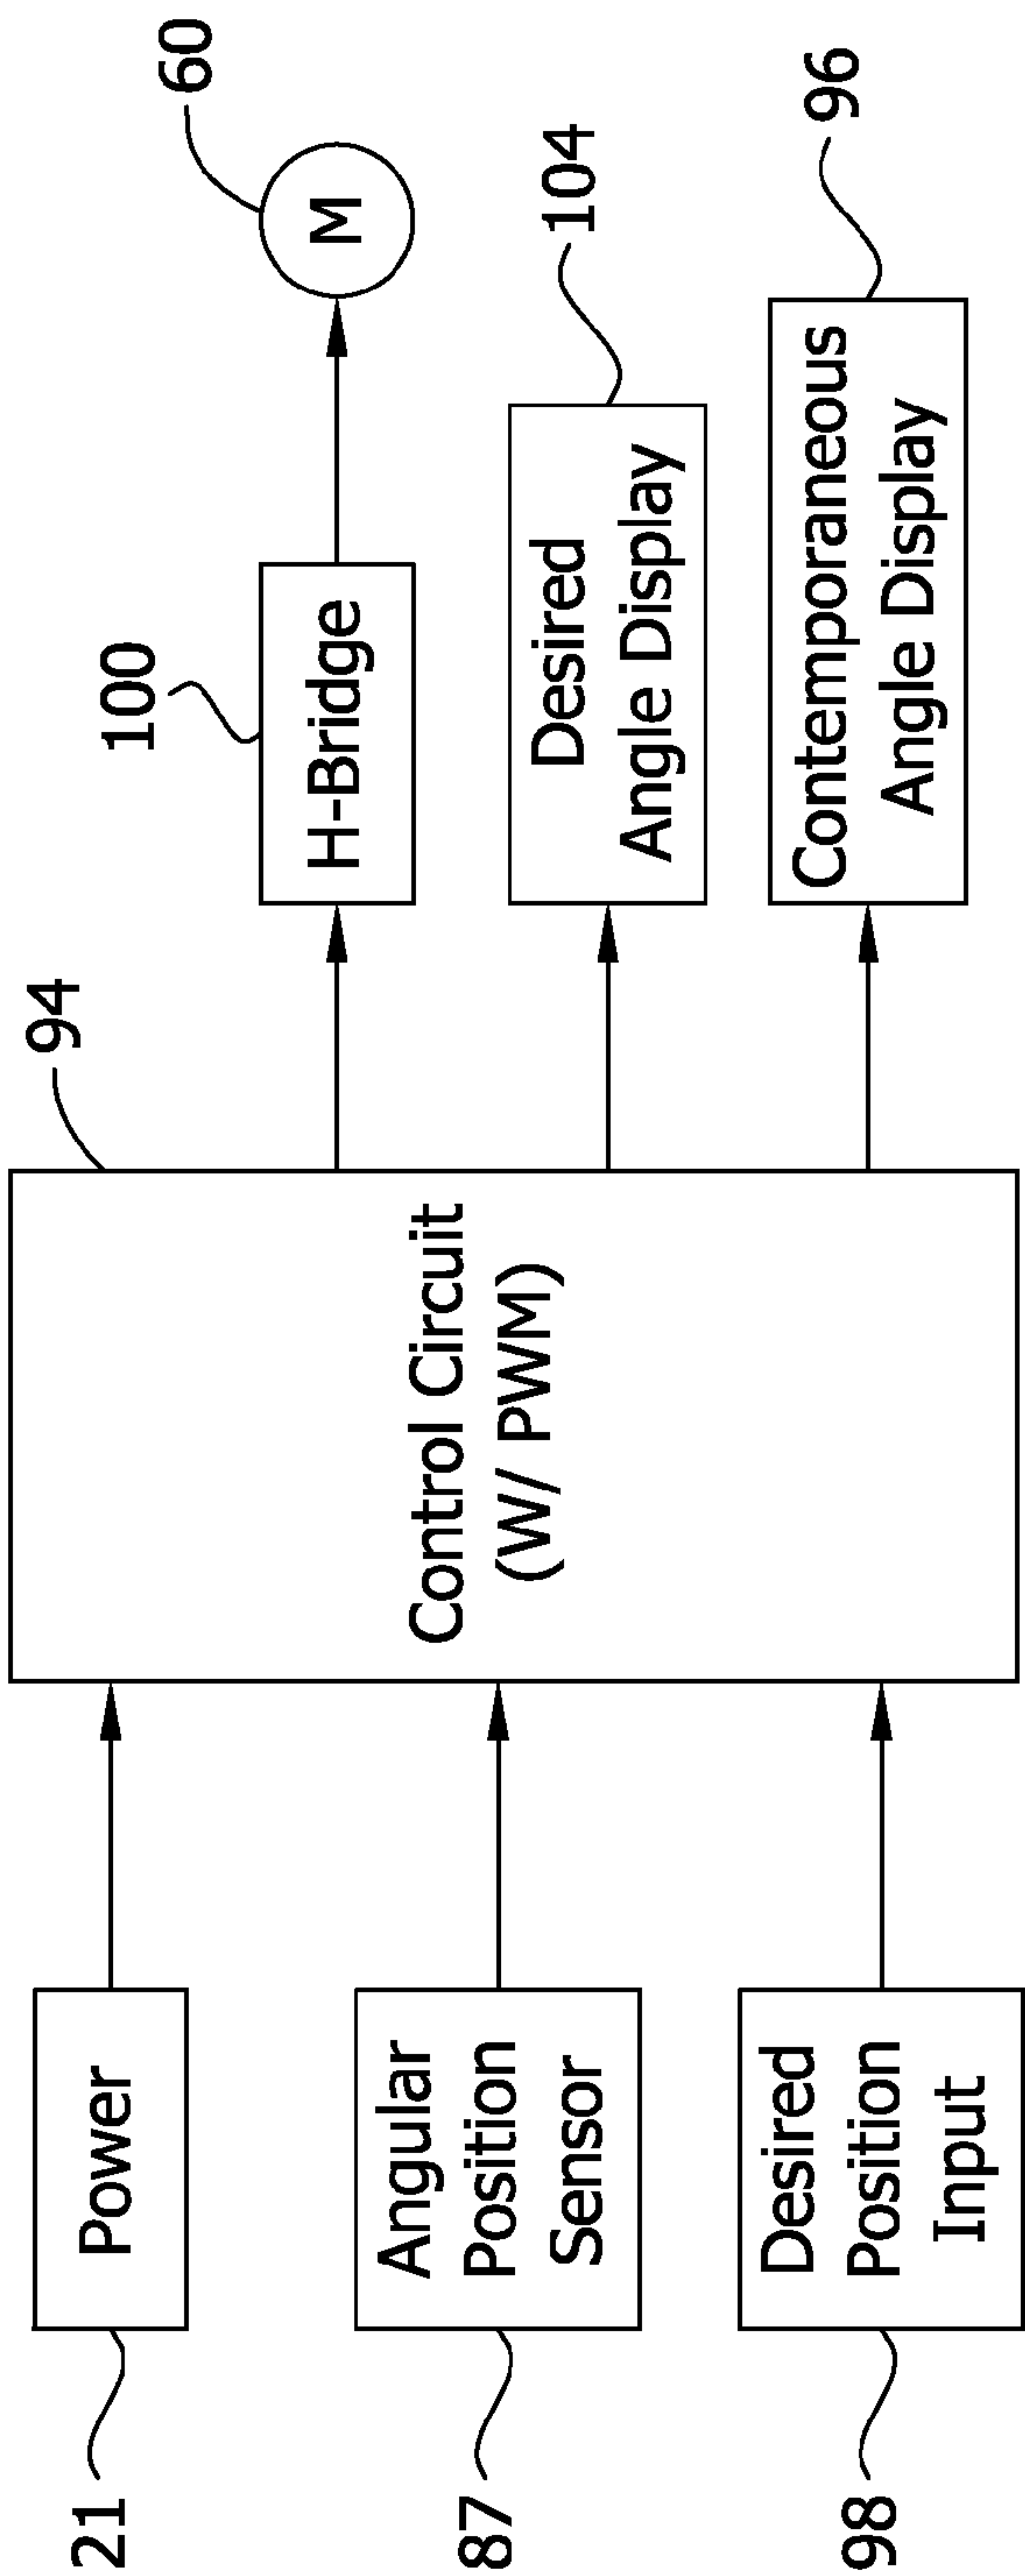 21
Power
87
Angular
Position
Sensor
98
Desired
Position
Input
94
Control Circuit
(W/ PWM)
100
H-Bridge
60
M
104
Desired
Angle Display
96
Contemporaneous
Angle Display